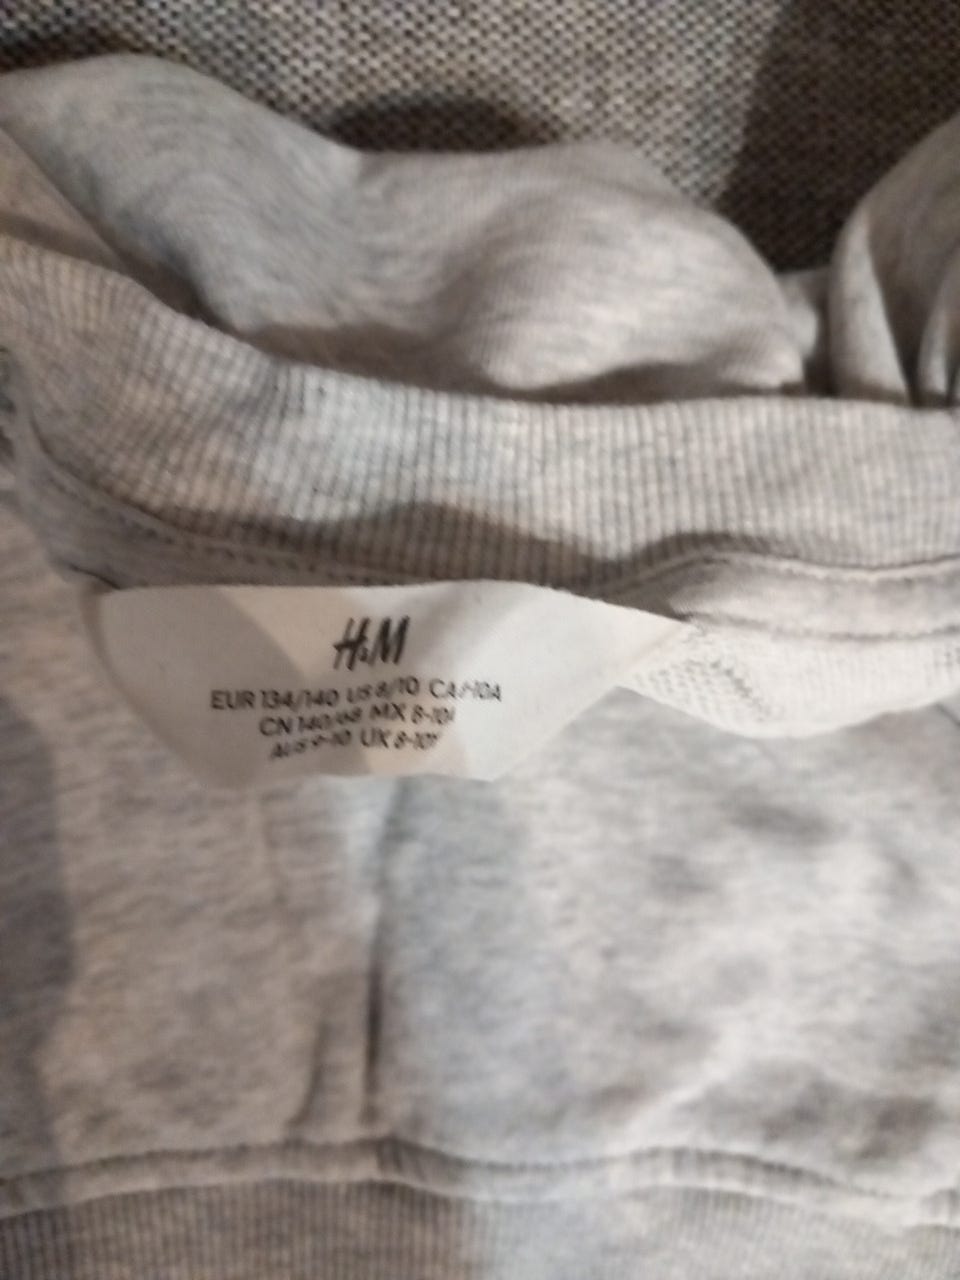 H&M
EUR 134/140 US 8/10 CA 8-10A
CN 140/68 MX 8-10A
AUS 9-10 UK 8-10Y